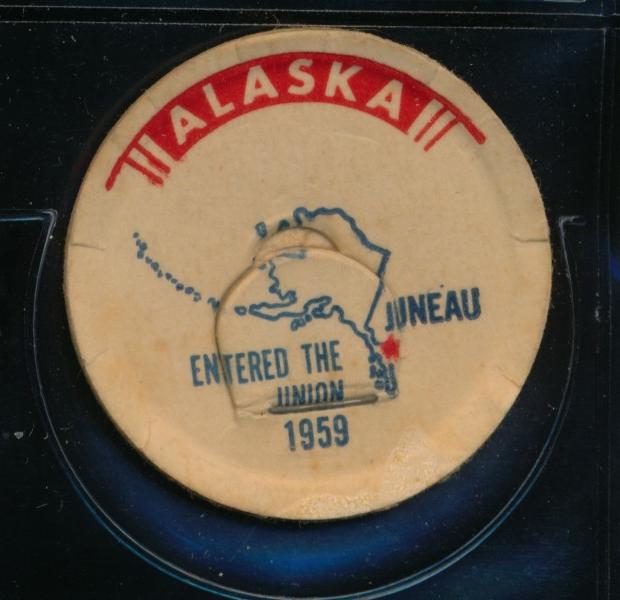 ALASKA
JUNEAU
ENTERED THE
UNION
1959